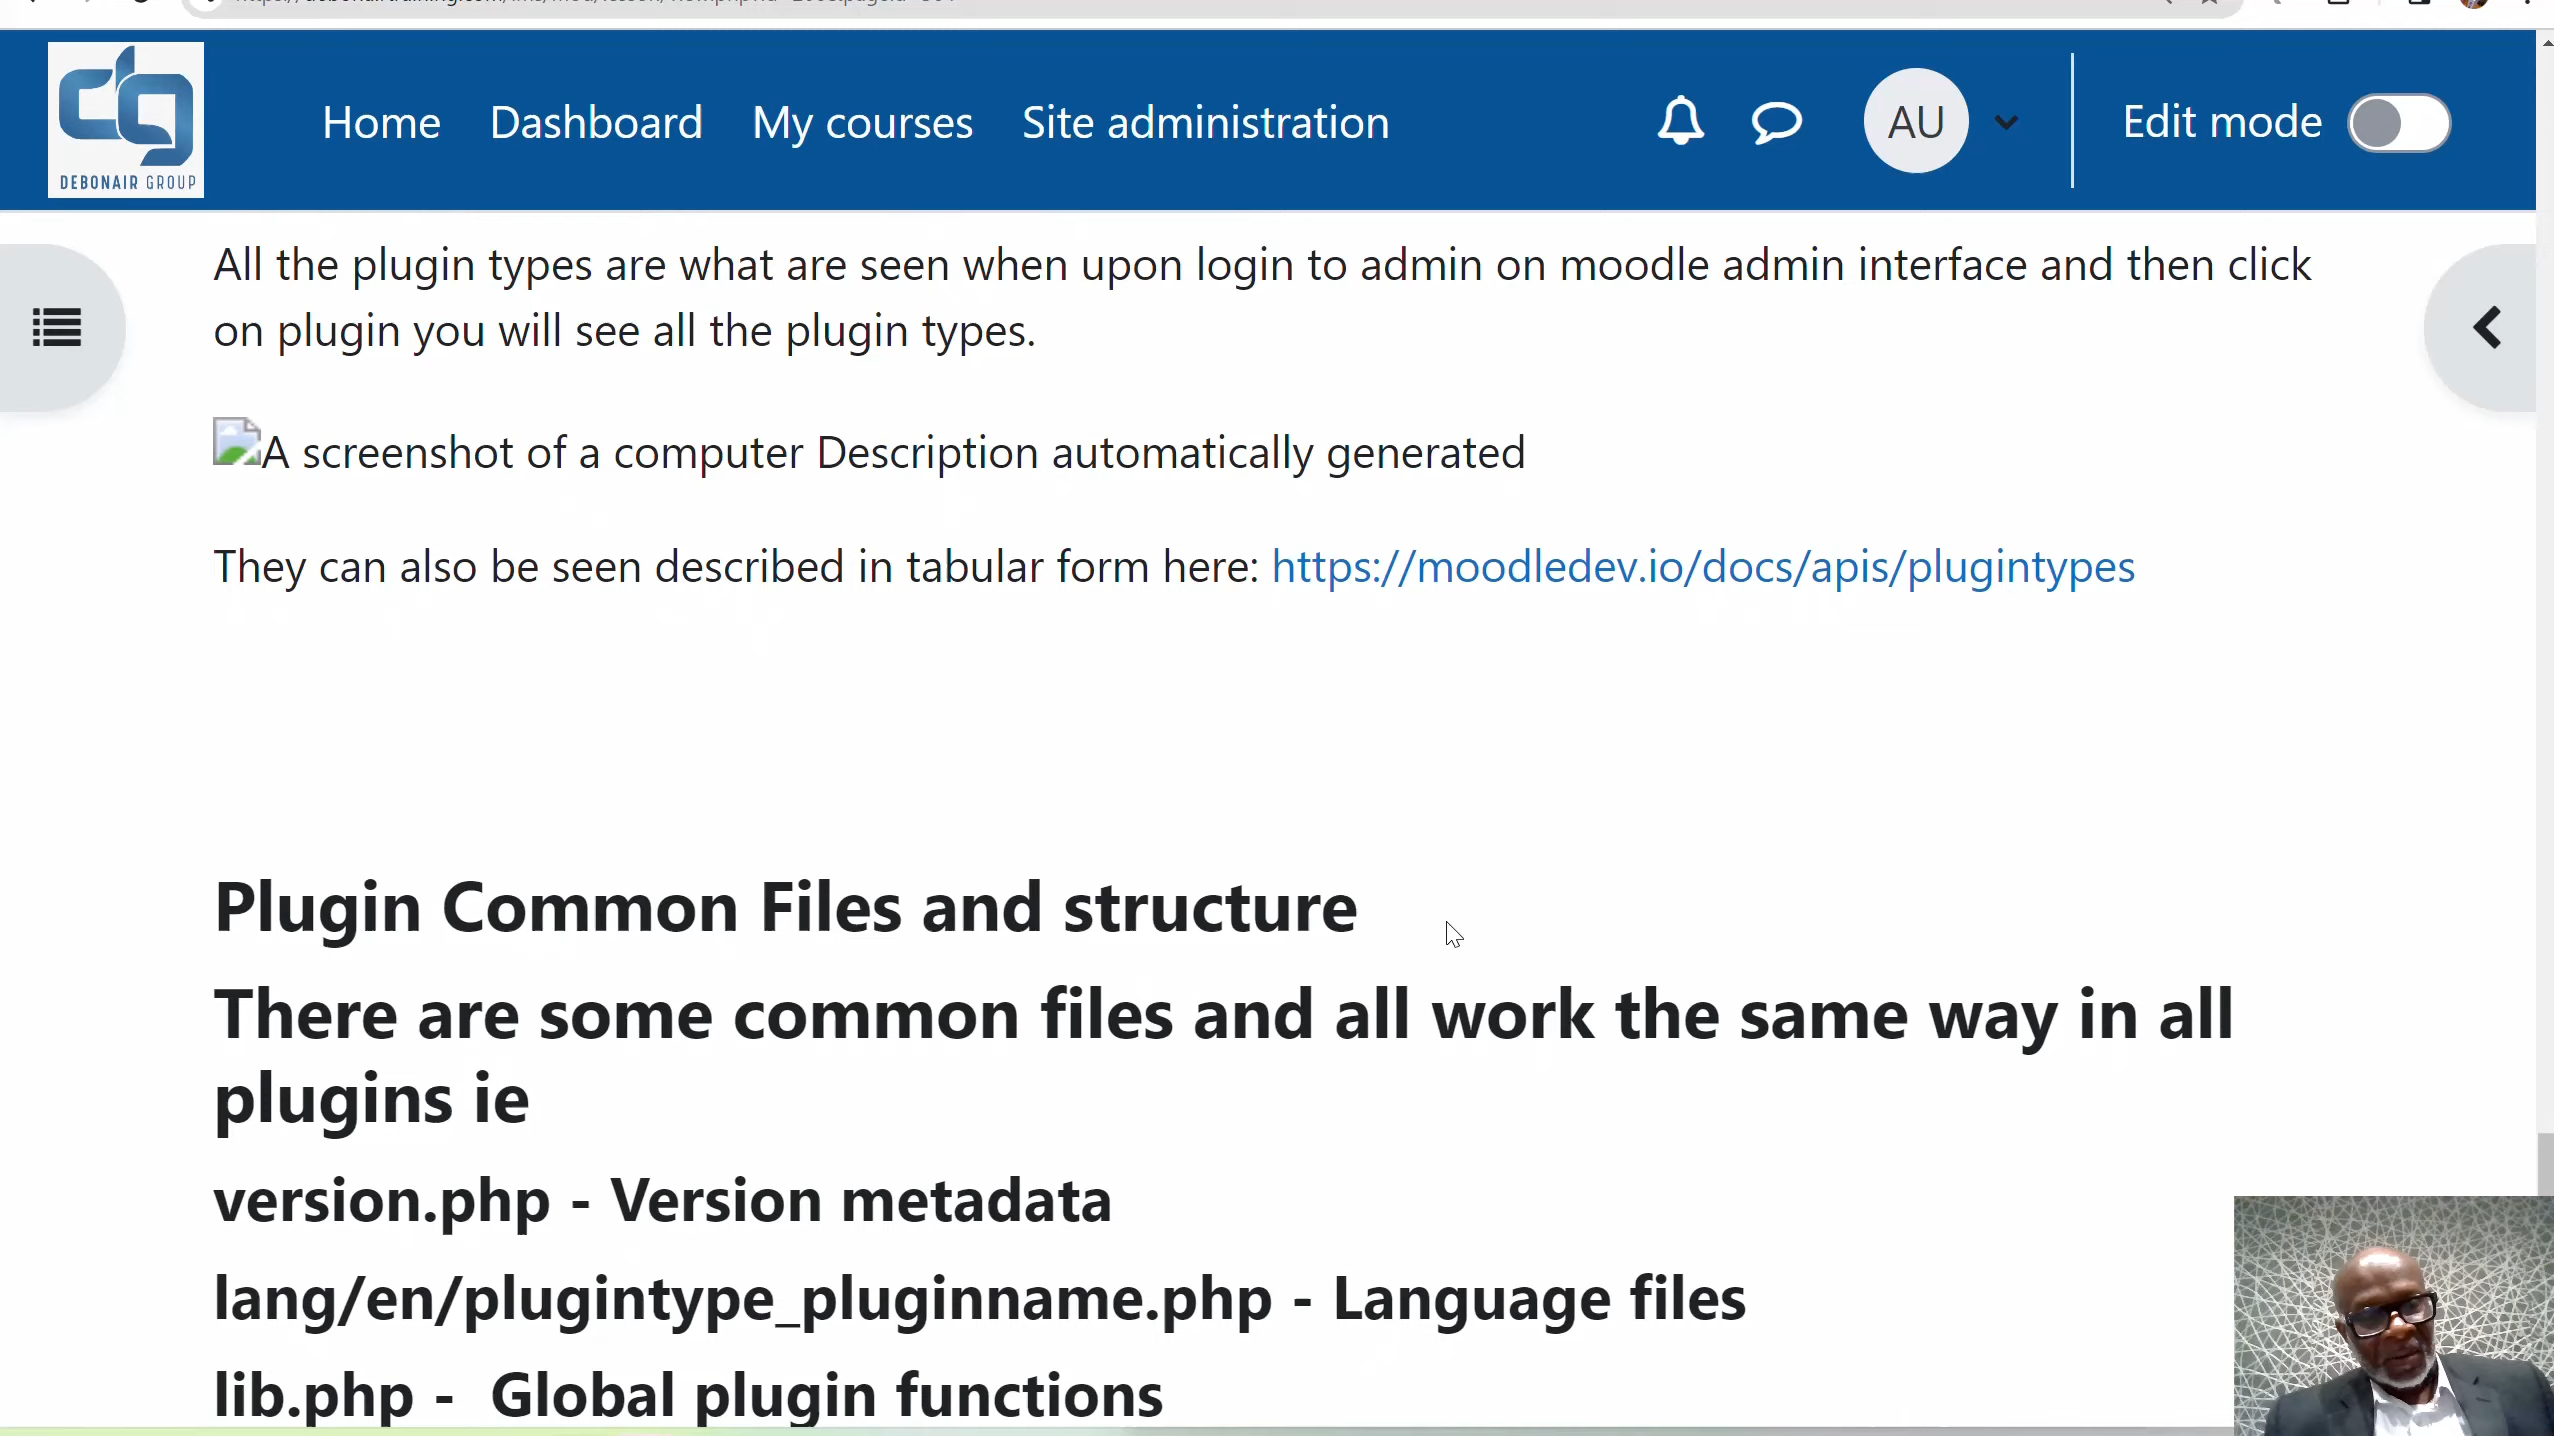 DEBONAIR GROUP
Home Dashboard My courses Site administration
AU
Edit mode
All the plugin types are what are seen when upon login to admin on moodle admin interface and then click
on plugin you will see all the plugin types.
A screenshot of a computer Description automatically generated
They can also be seen described in tabular form here: https://moodledev.io/docs/apis/plugintypes
Plugin Common Files and structure
There are some common files and all work the same way in all
plugins ie
version.php - Version metadata
lang/en/plugintype_pluginname.php - Language files
lib.php - Global plugin functions